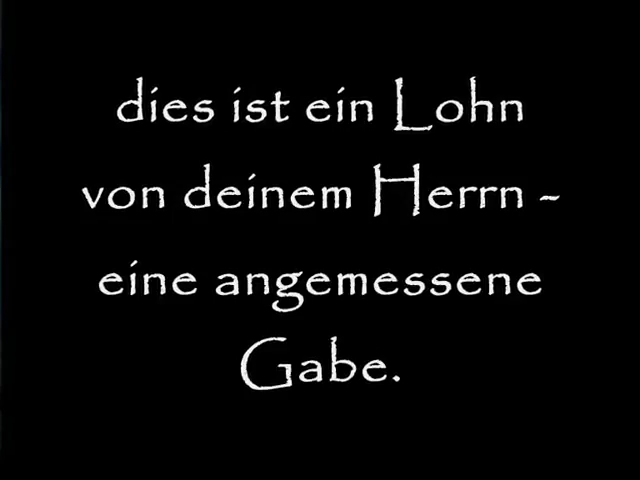 dies ist ein Lohn
von deinem Herrn -
eine angemessene
Gabe.